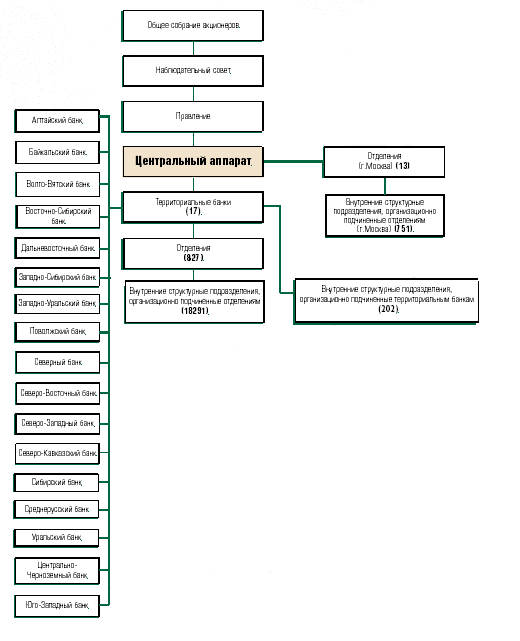 Общее собрание акционеров.
Наблюдательный совет.
Правление
Центральный аппарат.
Отделения
(г.Москва) (13)
Внутренние структурные
подразделения, организационно
подчиненные отделениям
(г.Москва) (751).
Территориальные банки
(17).
Отделения
(827).
Внутренние структурные подразделения,
организационно подчиненные отделениям
(18291).
Внутренние структурные подразделения,
организационно подчиненные территориальным банкам
(202).
Алтайский банк.
Байкальский банк.
Волго-Вятский банк
Восточно-Сибирский
банк.
Дальневосточный банк.
Западно-Сибирский банк.
Западно-Уральский банк.
Поволжский банк.
Северный банк
Северо-Восточный банк
Северо-Западный банк.
Северо-Кавказский банк.
Сибирский банк.
Среднерусский банк.
Уральский банк.
Центрально-
Черноземный банк.
Юго-Западный банк.